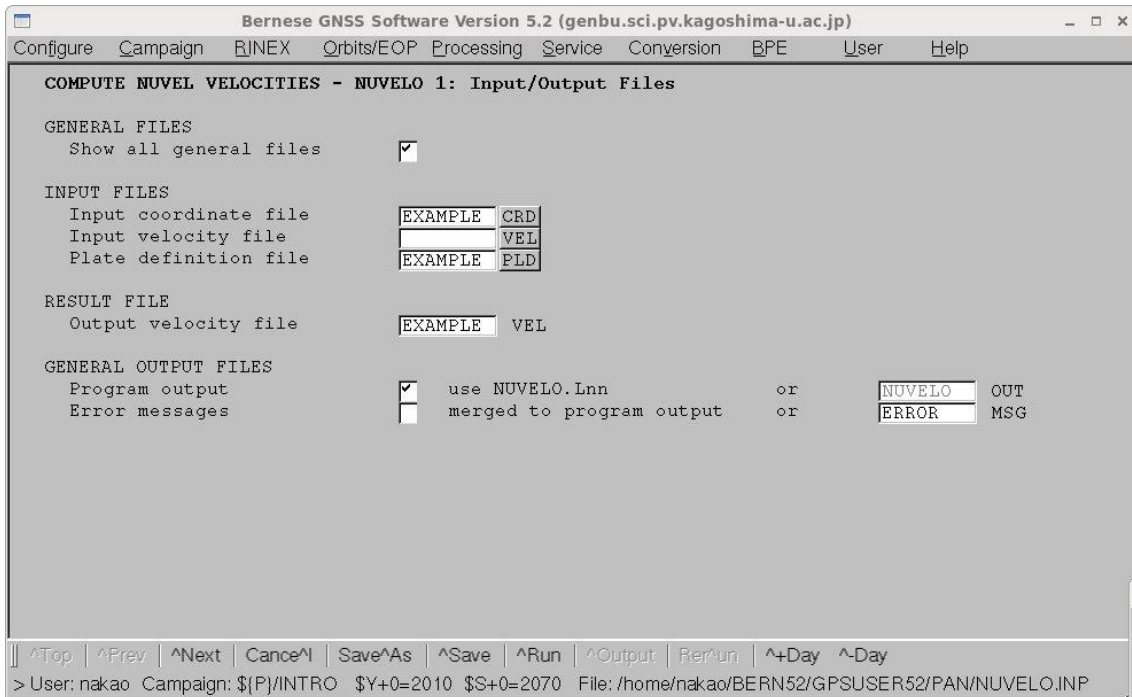 Bernese GNSS Software Version 5.2 (genbu.sci.pv.kagoshima-u.ac.jp)
Configure Campaign RINEX Orbits/EOP Processing Service Conversion BPE User Help
COMPUTE NUVEL VELOCITIES - NUVELO 1: Input/Output Files
GENERAL FILES
Show all general files
INPUT FILES
Input coordinate file EXAMPLE CRD
Input velocity file VEL
Plate definition file EXAMPLE PLD
RESULT FILE
Output velocity file EXAMPLE VEL
GENERAL OUTPUT FILES
Program output use NUVELO.Lnn or NUVELO OUT
Error messages merged to program output or ERROR MSG
^Top | ^Prev | ^Next | Cance^l | Save^As | ^Save | ^Run | ^Output | Rer^un | ^+Day ^-Day
> User: nakao Campaign: ${P}/INTRO $Y+0=2010 $S+0=2070 File: /home/nakao/BERN52/GPSUSER52/PAN/NUVELO.INP